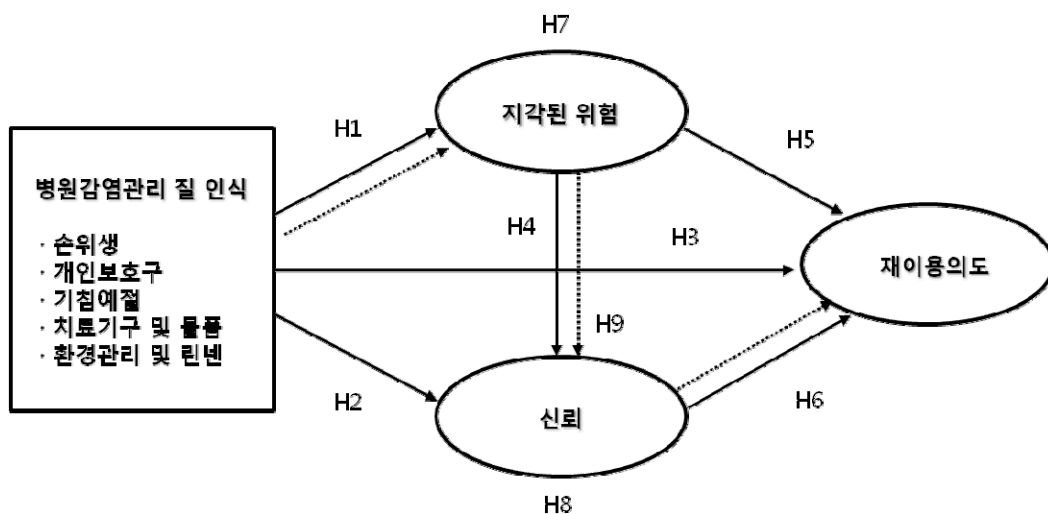 H7
지각된 위험
H1
H5
병원감염관리 질 인식
· 손위생
· 개인보호구
· 기침예절
· 치료기구 및 물품
· 환경관리 및 린넨
H4
H3
재이용의도
H9
H2
신뢰
H6
H8